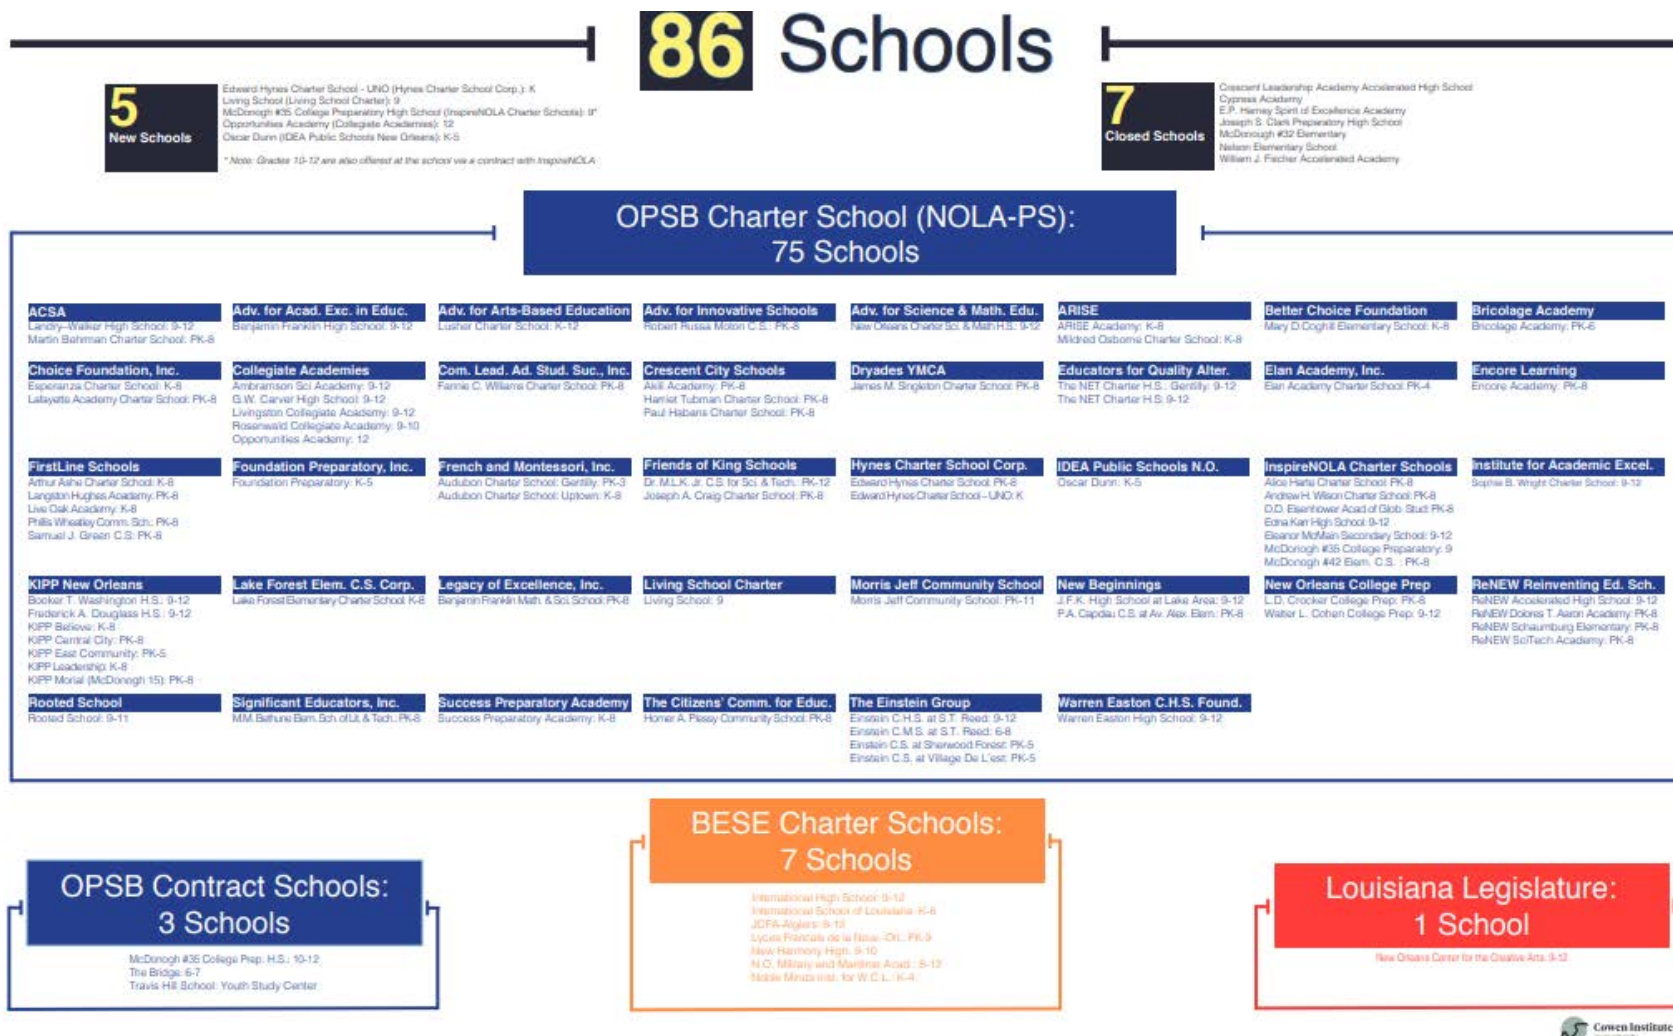 86 Schools
5
New Schools
Edward Hynes Charter School - UNO (Hynes Charter School Corp.): K
Living School (Living School Charter): 9
McDonogh #35 College Preparatory High School (InspireNOLA Charter Schools): 9*
Opportunities Academy (Collegiate Academies): 12
Oscar Dunn (IDEA Public Schools New Orleans): K-5
* Note: Grades 10-12 are also offered at the school via a contract with InspireNOLA
7
Closed Schools
Crescent Leadership Academy Accelerated High School
Cypress Academy
E.P. Harney Spirit of Excellence Academy
Joseph S. Clark Preparatory High School
McDonough #32 Elementary
Nelson Elementary School
William J. Fischer Accelerated Academy
OPSB Charter School (NOLA-PS):
75 Schools
ACSA
Landry-Walker High School: 9-12
Martin Behrman Charter School: PK-8
Adv. for Acad. Exc. in Educ.
Benjamin Franklin High School: 9-12
Adv. for Arts-Based Education
Lusher Charter School: K-12
Adv. for Innovative Schools
Robert Russa Moton C.S.: PK-8
Adv. for Science & Math. Edu.
New Orleans Charter Sci. & Math H.S.: 9-12
ARISE
ARISE Academy: K-8
Mildred Osborne Charter School: K-8
Better Choice Foundation
Mary D.Coghill Elementary School: K-8
Bricolage Academy
Bricolage Academy: PK-6
Choice Foundation, Inc.
Esperanza Charter School: K-8
Lafayette Academy Charter School: PK-8
Collegiate Academies
Ambramson Sci Academy: 9-12
G.W. Carver High School: 9-12
Livingston Collegiate Academy: 9-12
Rosenwald Collegiate Academy: 9-10
Opportunities Academy: 12
Com. Lead. Ad. Stud. Suc., Inc.
Fannie C. Williams Charter School: PK-8
Crescent City Schools
Akili Academy: PK-8
Harriet Tubman Charter School: PK-8
Paul Habans Charter School: PK-8
Dryades YMCA
James M. Singleton Charter School: PK-8
Educators for Quality Alter.
The NET Charter H.S.: Gentilly: 9-12
The NET Charter H.S: 9-12
Elan Academy, Inc.
Elan Academy Charter School: PK-4
Encore Learning
Encore Academy: PK-8
FirstLine Schools
Arthur Ashe Charter School: K-8
Langston Hughes Academy: PK-8
Live Oak Academy: K-8
Phillis Wheatley Comm. Sch.: PK-8
Samuel J. Green C.S: PK-8
Foundation Preparatory, Inc.
Foundation Preparatory: K-5
French and Montessori, Inc.
Audubon Charter School: Gentilly: PK-3
Audubon Charter School: Uptown: K-8
Friends of King Schools
Dr. M.L.K. Jr. C.S. for Sci. & Tech.: PK-12
Joseph A. Craig Charter School: PK-8
Hynes Charter School Corp.
Edward Hynes Charter School: PK-8
Edward Hynes Charter School – UNO: K
IDEA Public Schools N.O.
Oscar Dunn: K-5
InspireNOLA Charter Schools
Alice Harte Charter School: PK-8
Andrew H. Wilson Charter School: PK-8
D.D. Eisenhower Acad of Glob. Stud: PK-8
Edna Karr High School: 9-12
Eleanor McMain Secondary School: 9-12
McDonogh #35 College Preparatory: 9
McDonogh #42 Elem. C.S. : PK-8
Institute for Academic Excel.
Sophie B. Wright Charter School: 9-12
KIPP New Orleans
Booker T. Washington H.S.: 9-12
Frederick A. Douglass H.S.: 9-12
KIPP Believe: K-8
KIPP Central City: PK-8
KIPP East Community: PK-5
KIPP Leadership: K-8
KIPP Morial (McDonogh 15): PK-8
Lake Forest Elem. C.S. Corp.
Lake Forest Elementary Charter School: K-8
Legacy of Excellence, Inc.
Benjamin Franklin Math. & Sci. School: PK-8
Living School Charter
Living School: 9
Morris Jeff Community School
Morris Jeff Community School: PK-11
New Beginnings
J.F.K. High School at Lake Area: 9-12
P.A. Capdau C.S. at Av. Alex. Elem.: PK-8
New Orleans College Prep
L.D. Crocker College Prep: PK-8
Walter L. Cohen College Prep: 9-12
ReNEW Reinventing Ed. Sch.
ReNEW Accelerated High School: 9-12
ReNEW Dolores T. Aaron Academy: PK-8
ReNEW Schaumburg Elementary: PK-8
ReNEW SciTech Academy: PK-8
Rooted School
Rooted School: 9-11
Significant Educators, Inc.
M.M. Bethune Elem. Sch. of Lit. & Tech.: PK-8
Success Preparatory Academy
Success Preparatory Academy: K-8
The Citizens' Comm. for Educ.
Homer A. Plessy Community School: PK-8
The Einstein Group
Einstein C.H.S. at S.T. Reed: 9-12
Einstein C.M.S. at S.T. Reed: 6-8
Einstein C.S. at Sherwood Forest: PK-5
Einstein C.S. at Village De L'est: PK-5
Warren Easton C.H.S. Found.
Warren Easton High School: 9-12
OPSB Contract Schools:
3 Schools
McDonogh #35 College Prep. H.S.: 10-12
The Bridge: 6-7
Travis Hill School: Youth Study Center
BESE Charter Schools:
7 Schools
International High School: 9-12
International School of Louisiana: K-8
JCFA-Algiers: 9-12
Lycee Francais de la Nouv.-Orl.: PK-9
New Harmony High: 9-10
N.O. Military and Maritime Acad.: 8-12
Noble Minds Inst. for W.C.L.: K-4
Louisiana Legislature:
1 School
New Orleans Center for the Creative Arts: 9-12
Cowen Institute